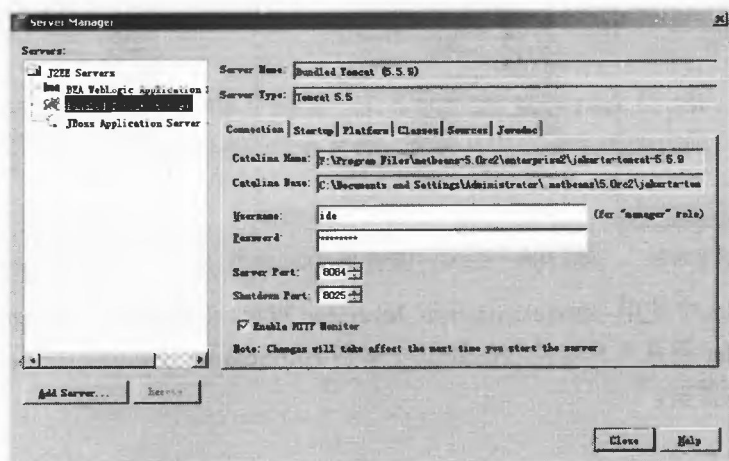 Server Manager
Servers:
J2EE Servers
BEA WebLogic Application S
JBoss Application Server
Server Name: Bundled Tomcat (5.5.9)
Server Type: Tomcat 5.5
Connection Startup Platform Classes Sources Javadoc
Catalina Home: F:\Program Files\netbeans-5.0rc2\enterprise2\jakarta-tomcat-5.5.9
Catalina Base: C:\Documents and Settings\Administrator\.netbeans\5.0rc2\jakarta-tom
Username: ide (for "manager" role)
Password: ********
Server Port: 8084
Shutdown Port: 8025
Enable HTTP Monitor
Note: Changes will take affect the next time you start the server
Add Server... Remove
Close Help